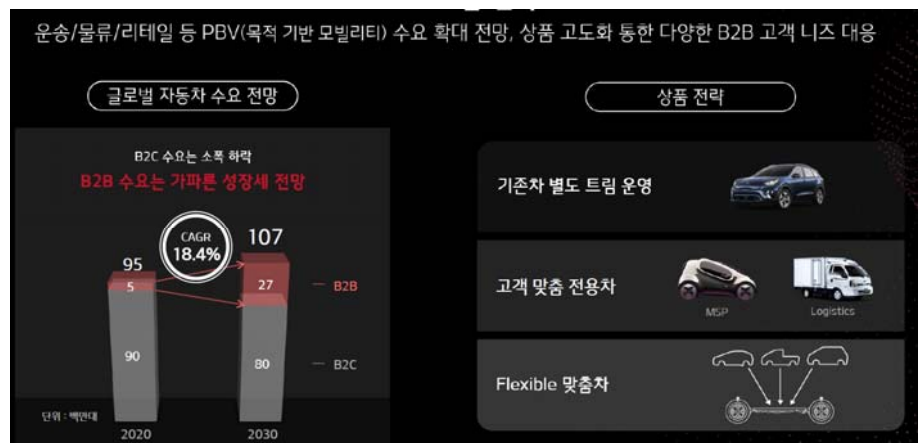 운송/물류/리테일 등 PBV(목적 기반 모빌리티) 수요 확대 전망, 상품 고도화 통한 다양한 B2B 고객 니즈 대응
글로벌 자동차 수요 전망
B2C 수요는 소폭 하락
B2B 수요는 가파른 성장세 전망
CAGR
18.4%
95
107
5
27
B2B
90
80
B2C
단위 : 백만대
2020
2030
상품 전략
기존차 별도 트림 운영
고객 맞춤 전용차
MSP
Logistics
Flexible 맞춤차